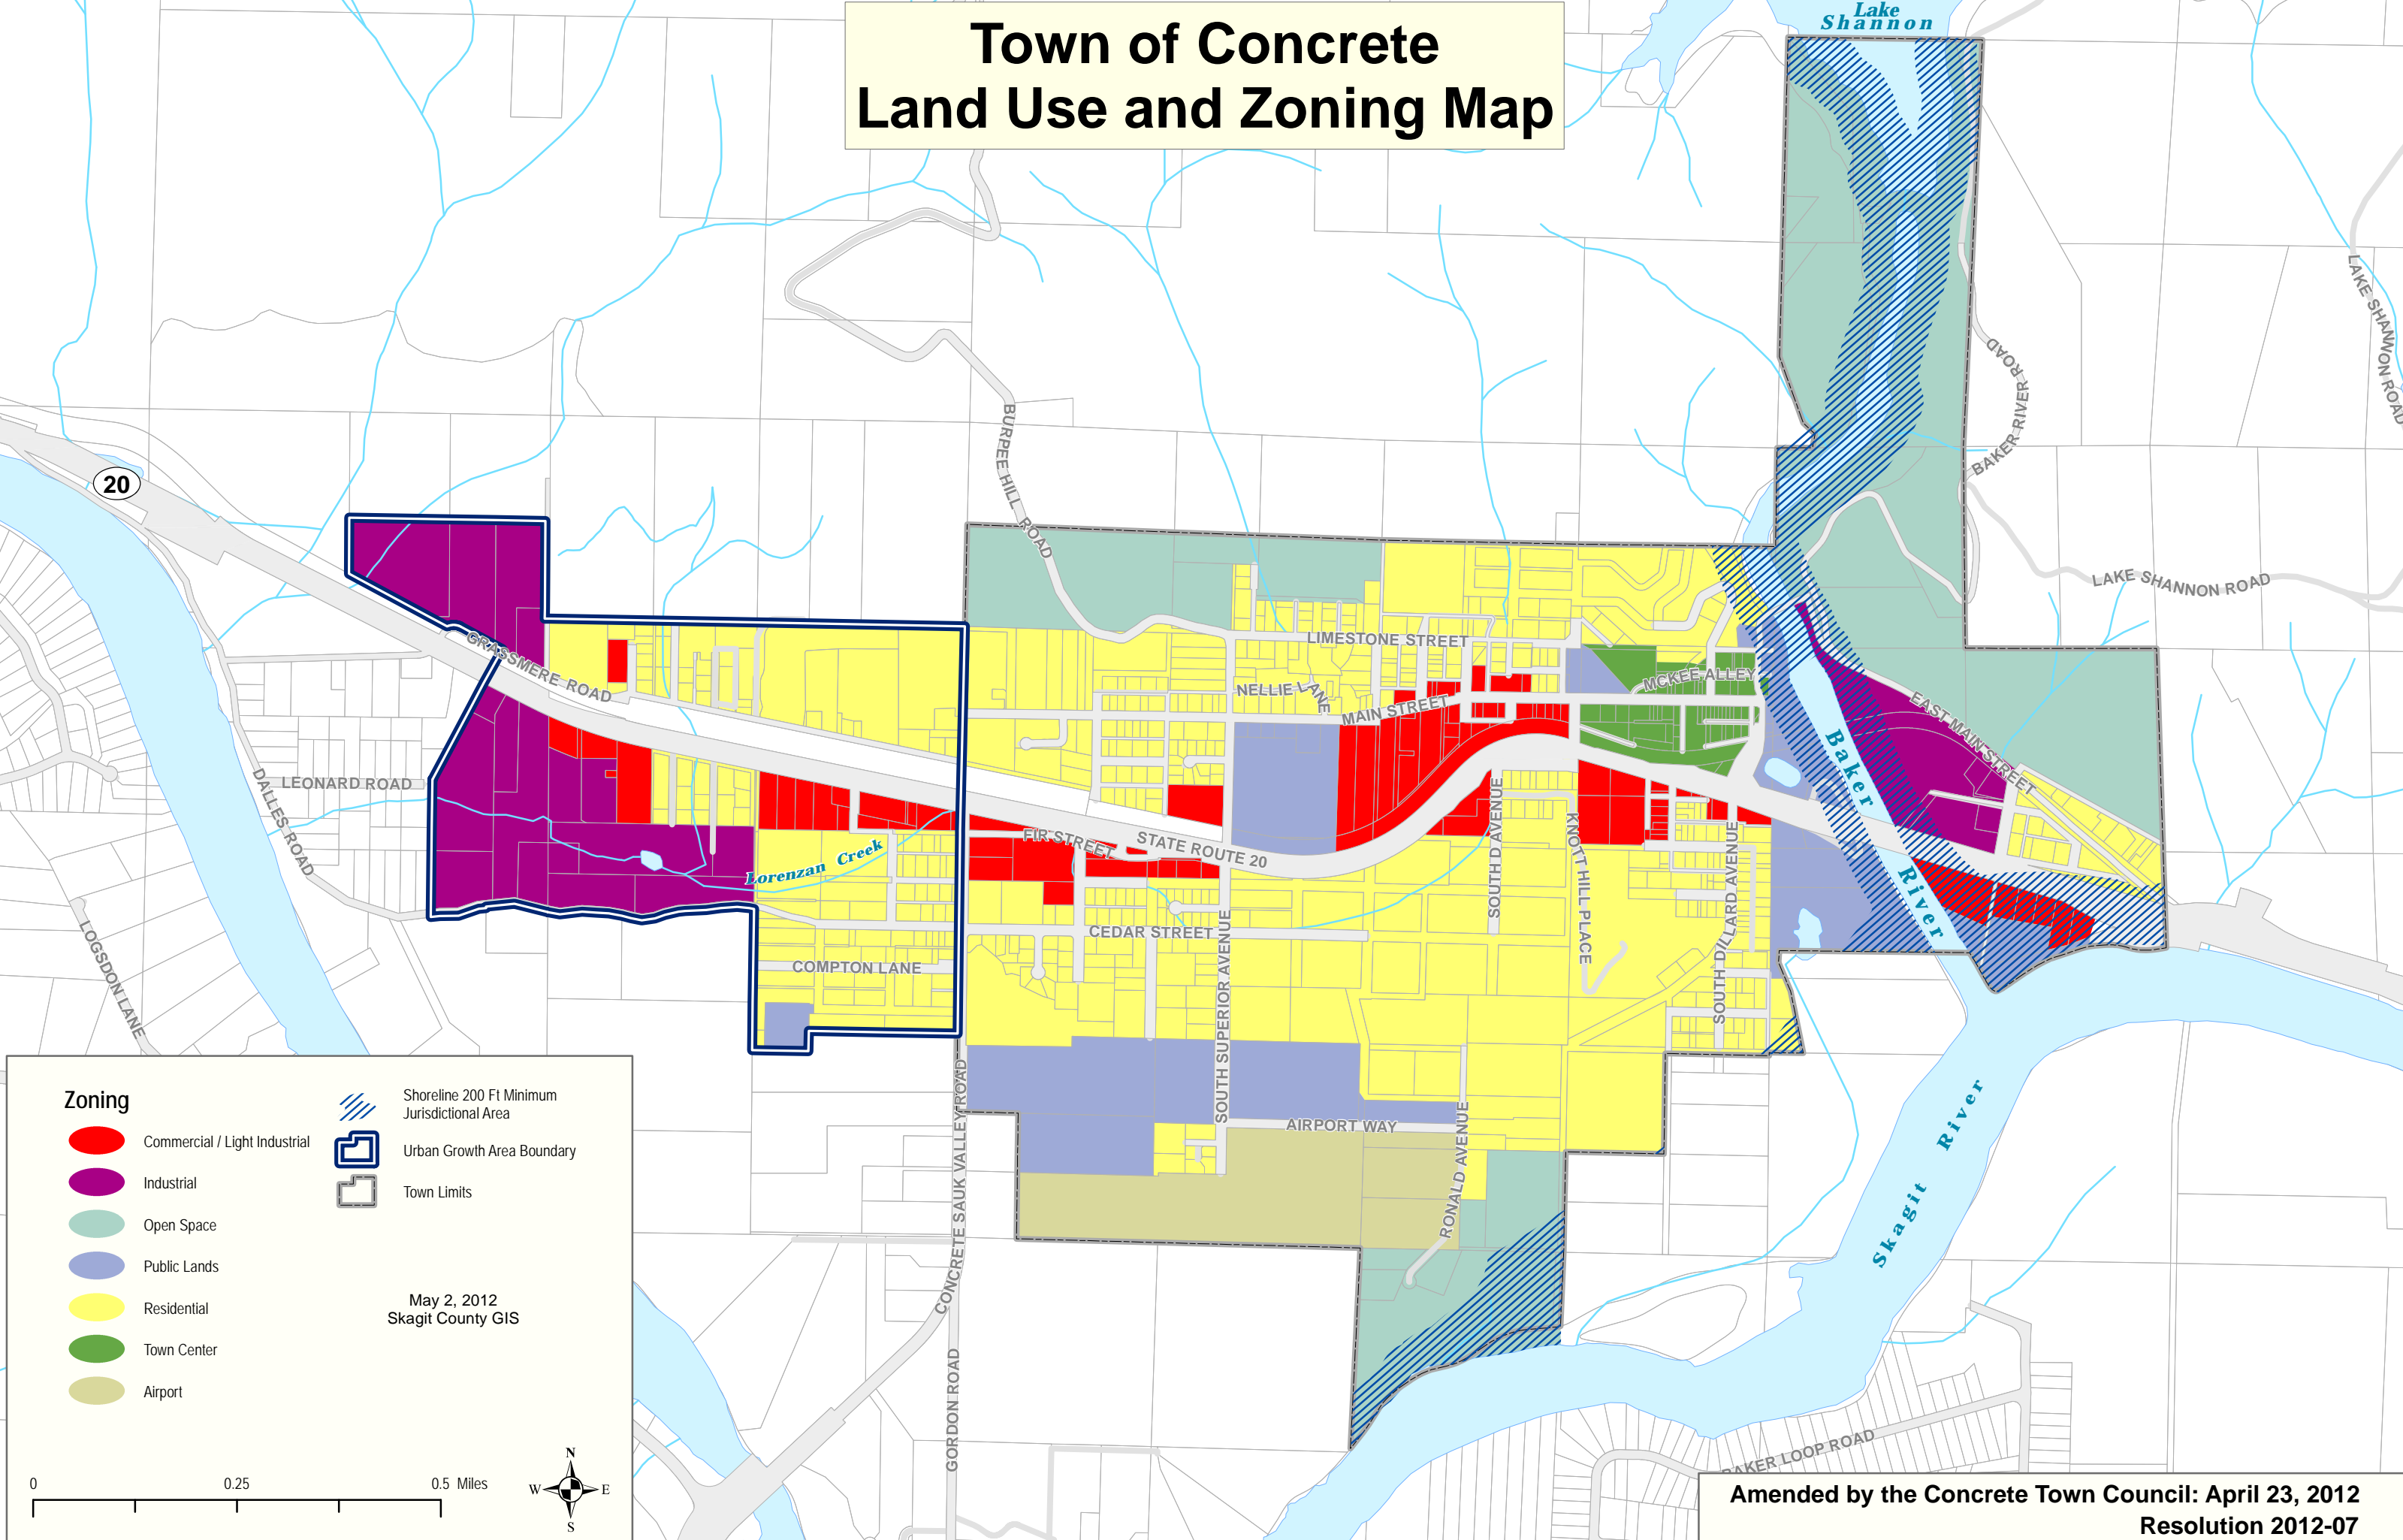 Town of Concrete
Land Use and Zoning Map
Lake
Shannon
LAKE SHANNON ROAD
LAKE SHANNON ROAD
BAKER RIVER
ROAD
BURPEE HILL ROAD
20
LAKE SHANNON ROAD
GRASSMERE ROAD
LIMESTONE STREET
MCKEE ALLEY
NELLIE LANE
MAIN STREET
EAST MAIN STREET
Baker
River
LEONARD ROAD
DALLES ROAD
FIR STREET
STATE ROUTE 20
SOUTH D AVENUE
KNOTT HILL PLACE
SOUTH DILLARD AVENUE
Lorenzan Creek
CEDAR STREET
COMPTON LANE
SOUTH SUPERIOR AVENUE
LOGSDON LANE
CONCRETE SAUK VALLEY ROAD
AIRPORT WAY
RONALD AVENUE
Skagit River
GORDON ROAD
BAKER LOOP ROAD
Zoning
Commercial / Light Industrial
Industrial
Open Space
Public Lands
Residential
Town Center
Airport
Shoreline 200 Ft Minimum
Jurisdictional Area
Urban Growth Area Boundary
Town Limits
May 2, 2012
Skagit County GIS
0 0.25 0.5 Miles
N
W E
S
Amended by the Concrete Town Council: April 23, 2012
Resolution 2012-07